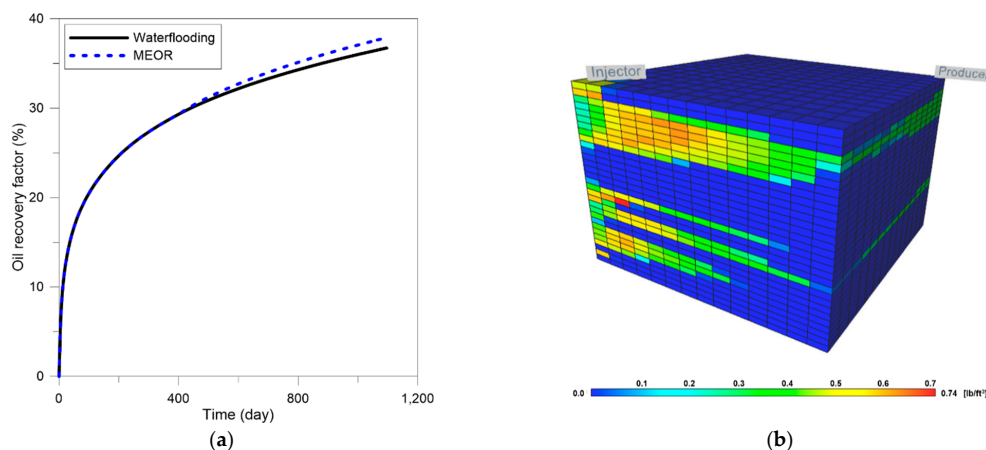 40
30
20
10
0
Oil recovery factor (%)
Waterflooding
MEOR
0
400
800
1,200
Time (day)
(a)
Injector
Producer
0.0
0.1
0.2
0.3
0.4
0.5
0.6
0.7
0.74
[lb/ft³]
(b)